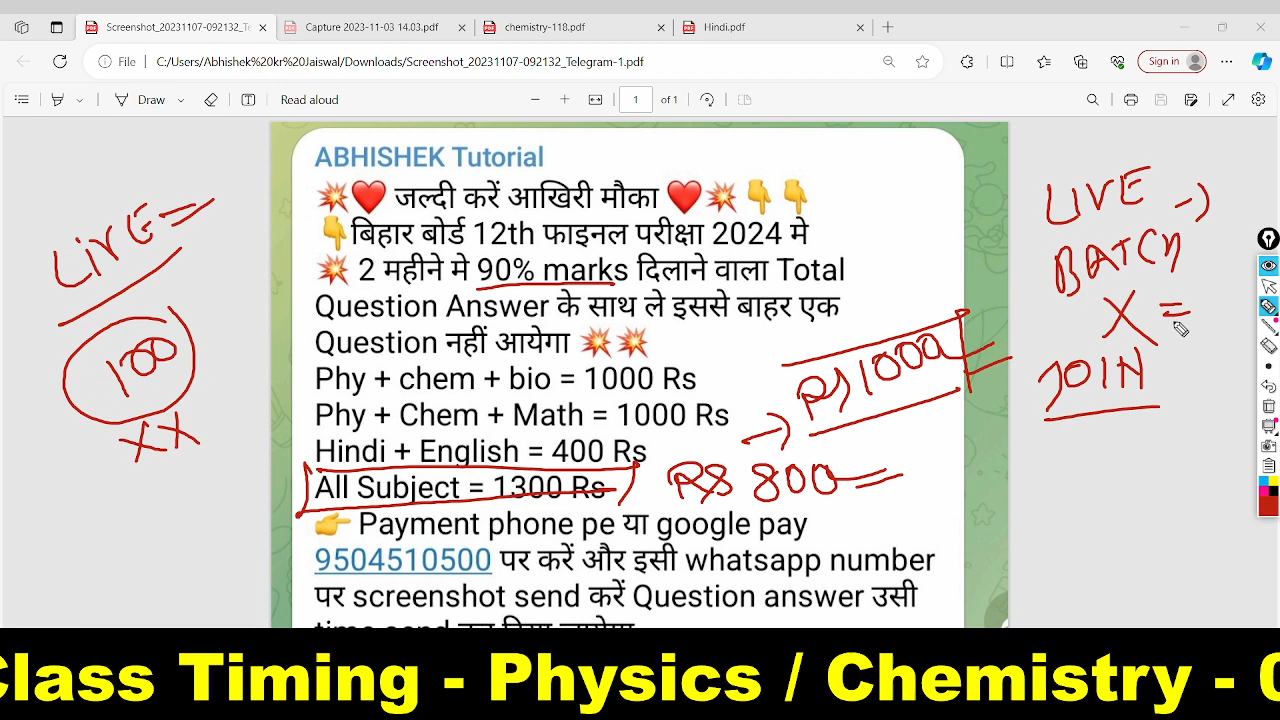 Screenshot_20231107-092132_Te
Capture 2023-11-03 14.03.pdf
chemistry-118.pdf
Hindi.pdf
File
C:/Users/Abhishek%20kr%20Jaiswal/Downloads/Screenshot_20231107-092132_Telegram-1.pdf
Sign in
Draw
Read aloud
1 of 1
ABHISHEK Tutorial
💥❤️ जल्दी करें आखिरी मौका ❤️💥👇👇
👇बिहार बोर्ड 12th फाइनल परीक्षा 2024 मे
💥 2 महीने मे 90% marks दिलाने वाला Total
Question Answer के साथ ले इससे बाहर एक
Question नहीं आयेगा 💥💥
Phy + chem + bio = 1000 Rs
Phy + Chem + Math = 1000 Rs
Hindi + English = 400 Rs
All Subject = 1300 Rs
👉 Payment phone pe या google pay
9504510500 पर करें और इसी whatsapp number
पर screenshot send करें Question answer उसी
LIVE =
100
XX
Rs 1000 =
→ Rs 800 =
LIVE →
BATCH
X =
JOIN
Class Timing - Physics / Chemistry -